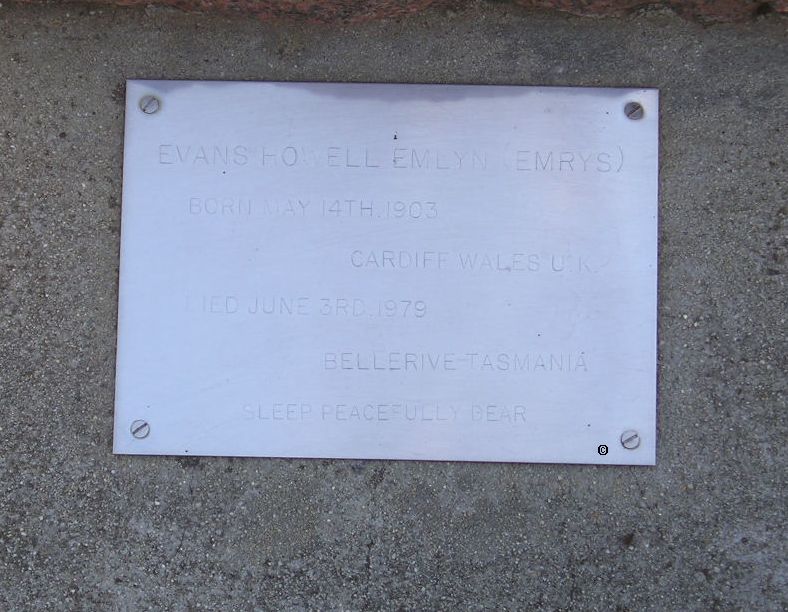 EVANS HOWELL EMLYN (EMRYS)
BORN MAY 14TH.1903
CARDIFF WALES U.K.
DIED JUNE 3RD.1979
BELLERIVE-TASMANIA
SLEEP PEACEFULLY DEAR
©